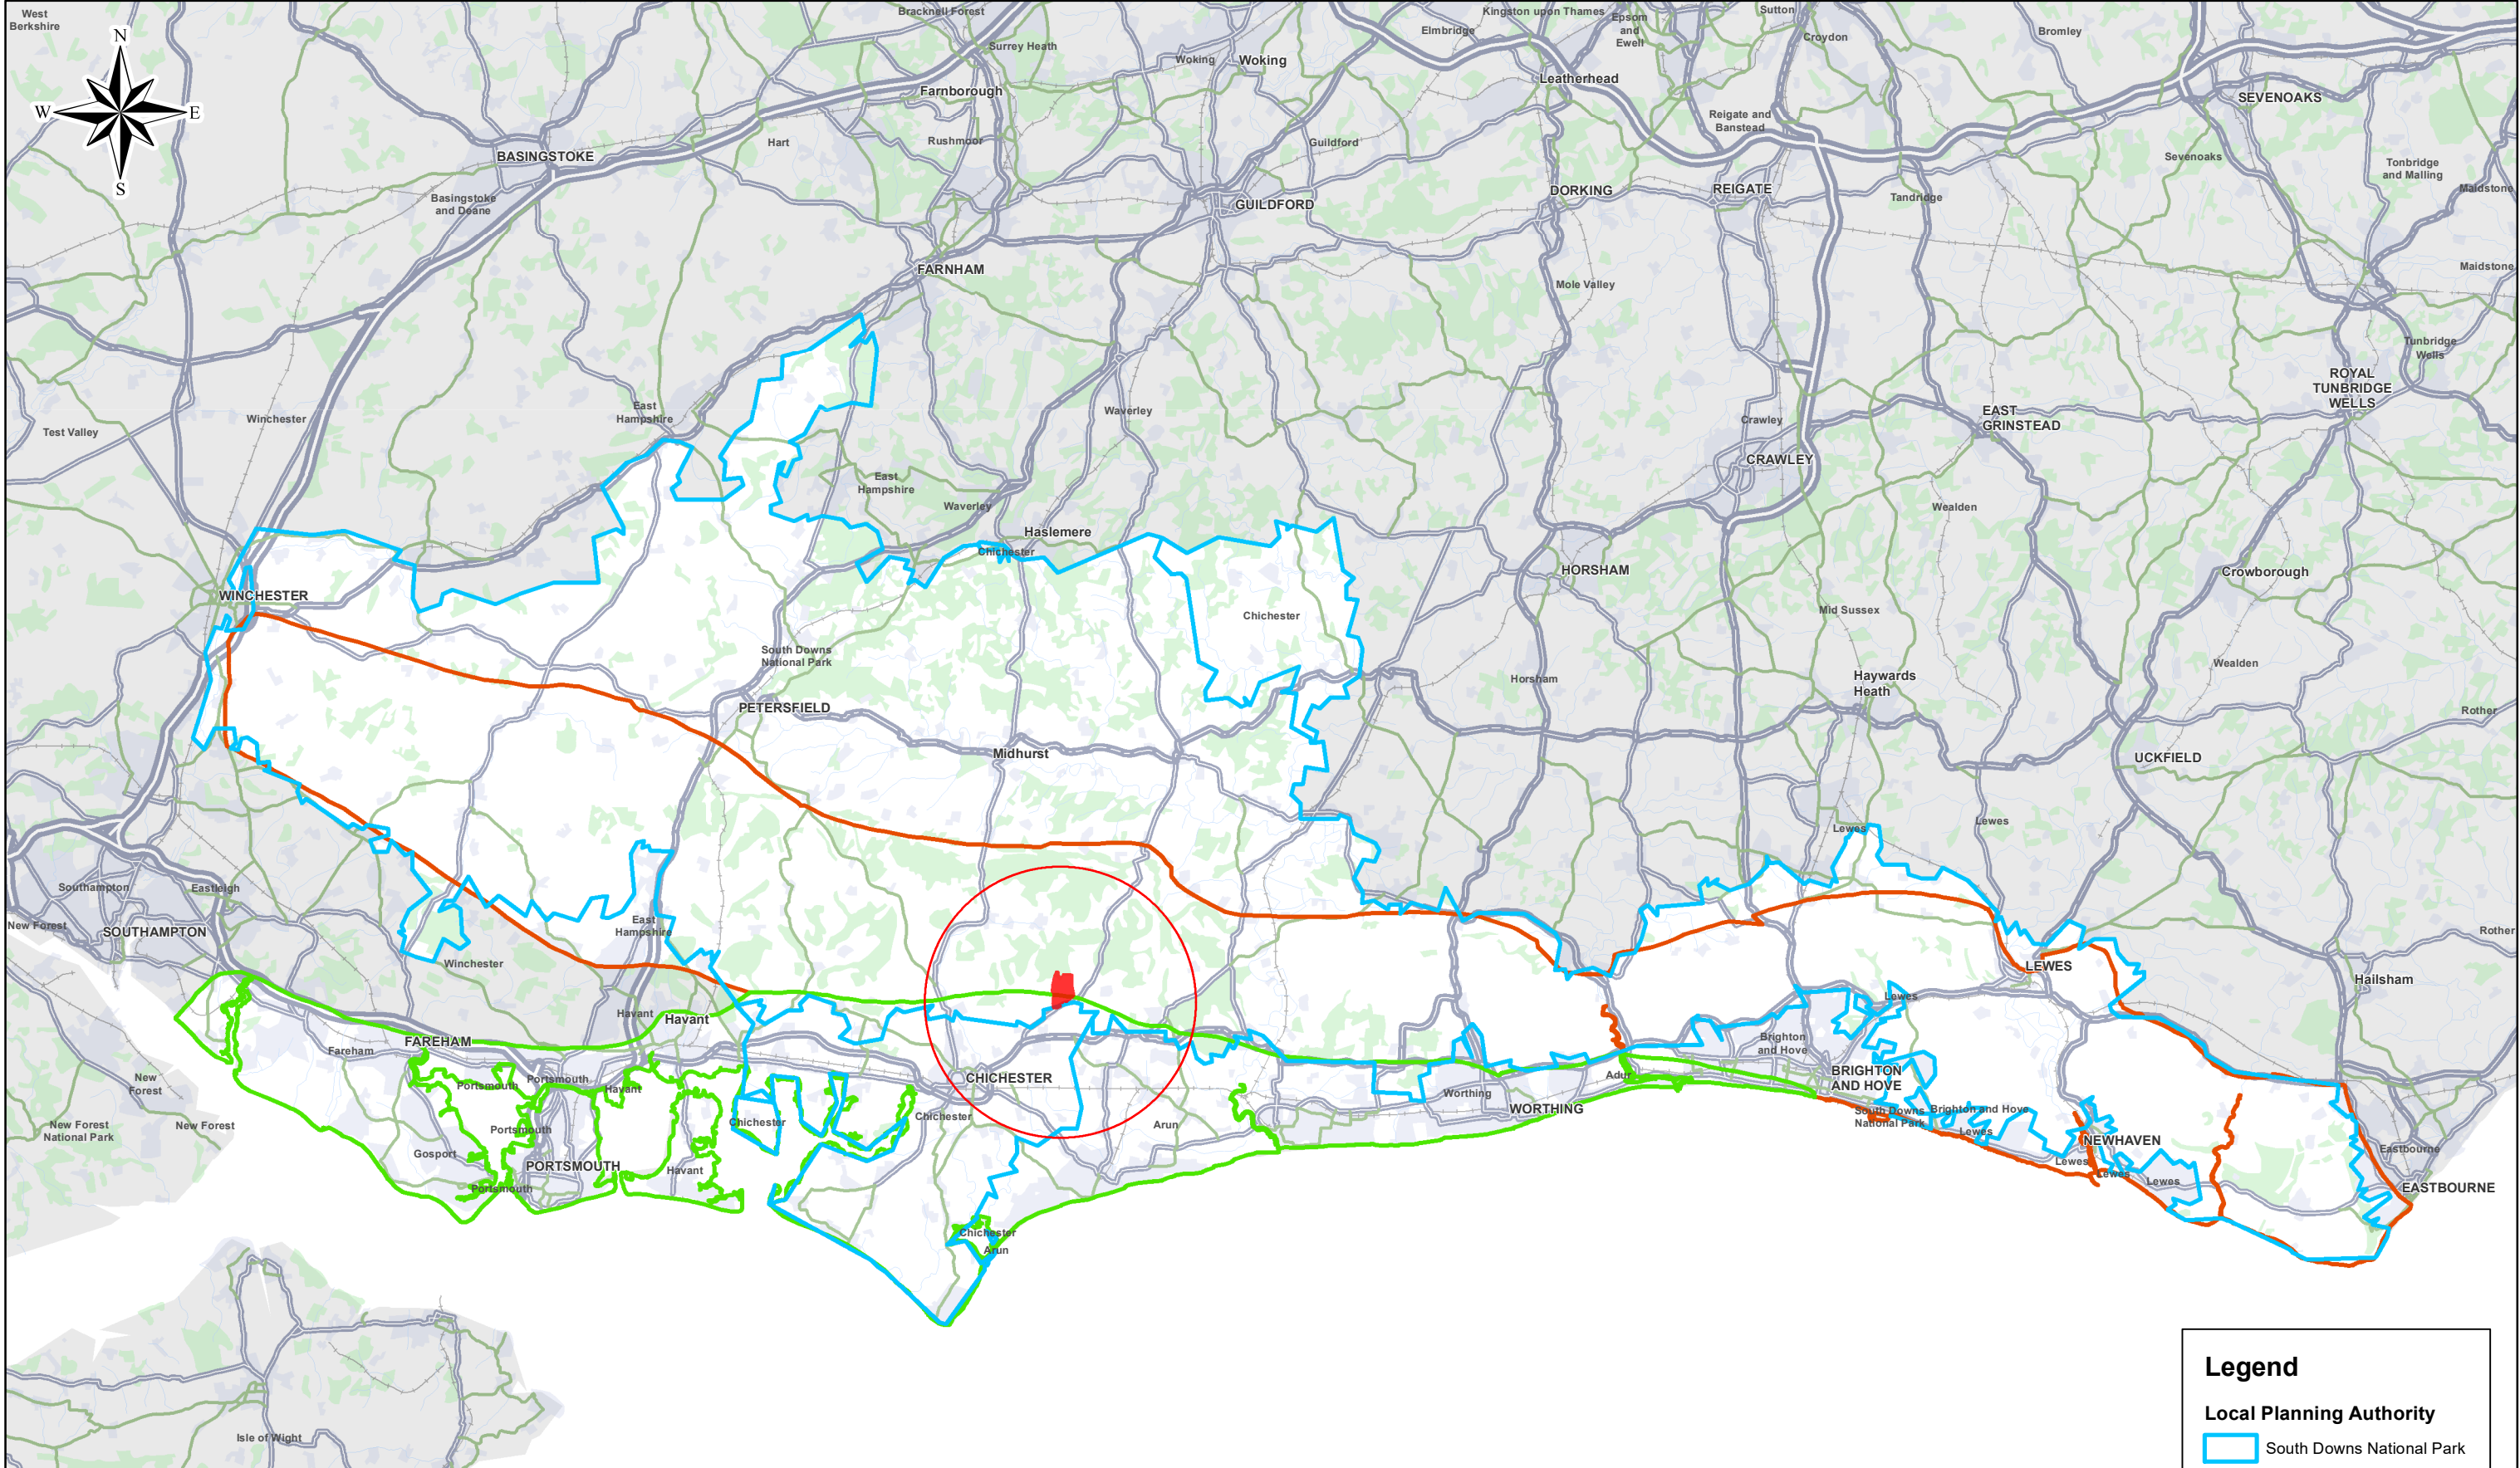 West
Berkshire
Bracknell Forest
Kingston upon Thames
Epsom
and
Ewell
Sutton
Elmbridge
Croydon
Bromley
N
W
E
S
Surrey Heath
Woking
Woking
Leatherhead
Farnborough
SEVENOAKS
Reigate and
Banstead
Hart
Rushmoor
Guildford
BASINGSTOKE
Sevenoaks
Tonbridge
and Malling
Maidstone
Basingstoke
and Deane
GUILDFORD
DORKING
REIGATE
Tandridge
FARNHAM
Maidstone
Mole Valley
Tunbridge
Wells
ROYAL
TUNBRIDGE
WELLS
East
Hampshire
Waverley
Winchester
Test Valley
Crawley
EAST
GRINSTEAD
CRAWLEY
East
Hampshire
Waverley
Wealden
Haslemere
Chichester
HORSHAM
Crowborough
WINCHESTER
Chichester
Mid Sussex
South Downs
National Park
Wealden
Horsham
Haywards
Heath
PETERSFIELD
Rother
Midhurst
UCKFIELD
Lewes
Lewes
Southampton
Eastleigh
New Forest
SOUTHAMPTON
East
Hampshire
Rother
Winchester
LEWES
Hailsham
Lewes
Havant
Havant
FAREHAM
Fareham
Brighton
and Hove
BRIGHTON
AND HOVE
CHICHESTER
Portsmouth
Portsmouth
Havant
New
Forest
Adur
Worthing
WORTHING
Chichester
Chichester
Arun
South Downs
National Park
Brighton and Hove
Lewes
New Forest
National Park
New Forest
Portsmouth
NEWHAVEN
Gosport
PORTSMOUTH
Havant
Lewes
Lewes
Lewes
Eastbourne
EASTBOURNE
Portsmouth
Chichester
Arun
Isle of Wight
Legend
Local Planning Authority
South Downs National Park